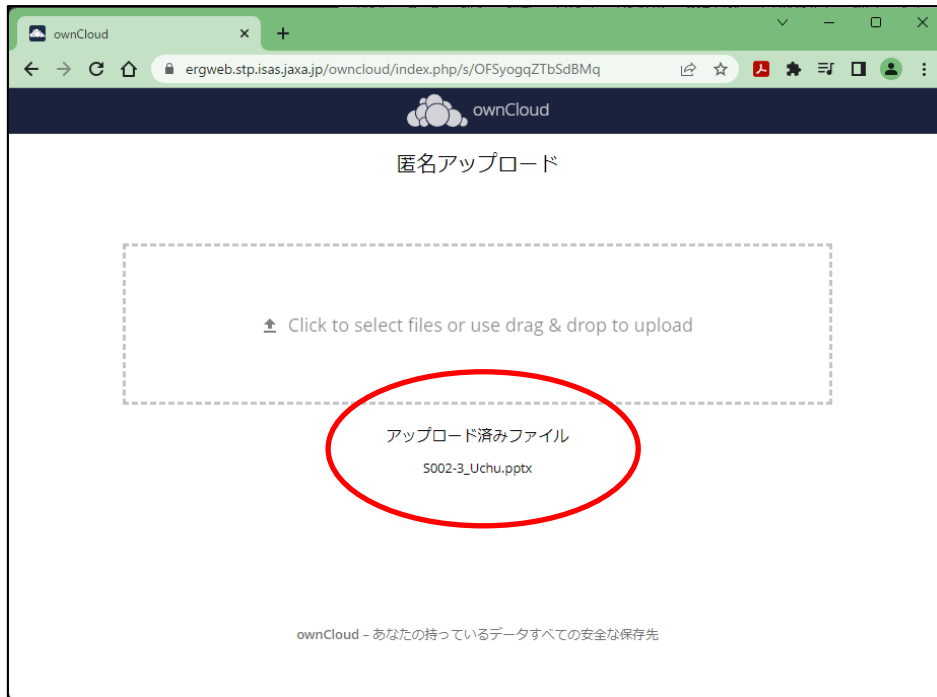 ownCloud
ergweb.stp.isas.jaxa.jp/owncloud/index.php/s/OFSyogqZTbSdBMq
ownCloud
匿名アップロード
Click to select files or use drag & drop to upload
アップロード済みファイル
S002-3_Uchu.pptx
ownCloud – あなたの持っているデータすべての安全な保存先